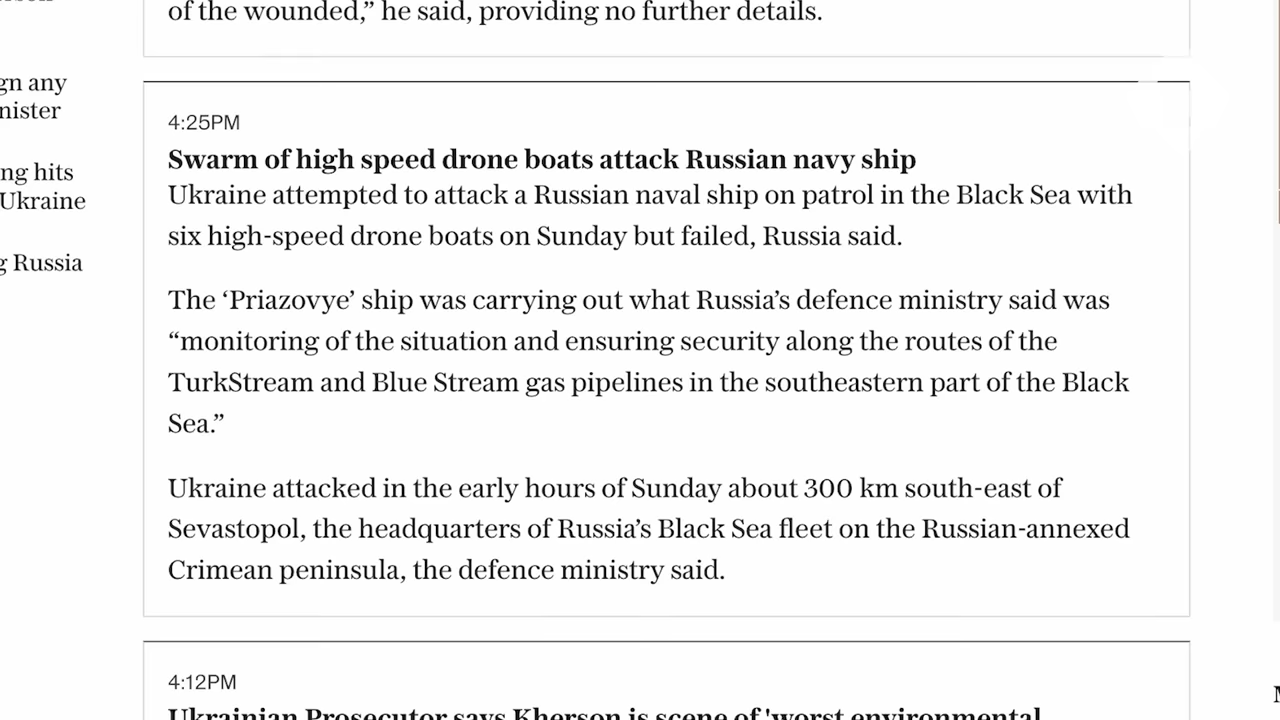 of the wounded,” he said, providing no further details.
gn any
nister
ng hits
Ukraine
g Russia
4:25PM
Swarm of high speed drone boats attack Russian navy ship
Ukraine attempted to attack a Russian naval ship on patrol in the Black Sea with
six high-speed drone boats on Sunday but failed, Russia said.
The ‘Priazovye’ ship was carrying out what Russia’s defence ministry said was
“monitoring of the situation and ensuring security along the routes of the
TurkStream and Blue Stream gas pipelines in the southeastern part of the Black
Sea.”
Ukraine attacked in the early hours of Sunday about 300 km south-east of
Sevastopol, the headquarters of Russia’s Black Sea fleet on the Russian-annexed
Crimean peninsula, the defence ministry said.
4:12PM
Ukrainian Prosecutor says Kherson is scene of 'worst environmental